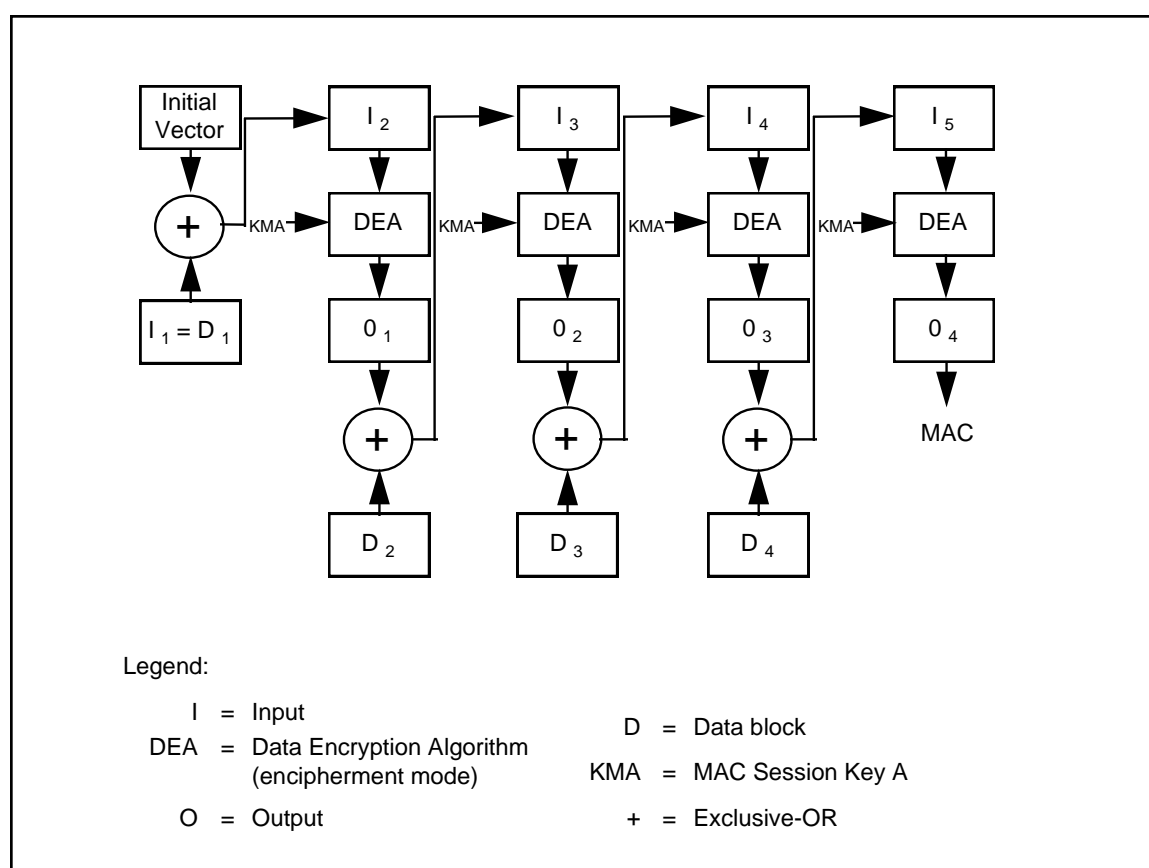 Initial
Vector
I 2
I 3
I 4
I 5
+
KMA
DEA
KMA
DEA
KMA
DEA
KMA
DEA
I 1 = D 1
0 1
0 2
0 3
0 4
+
+
+
MAC
D 2
D 3
D 4
Legend:
I = Input
D = Data block
DEA = Data Encryption Algorithm
(encipherment mode)
KMA = MAC Session Key A
O = Output
+ = Exclusive-OR